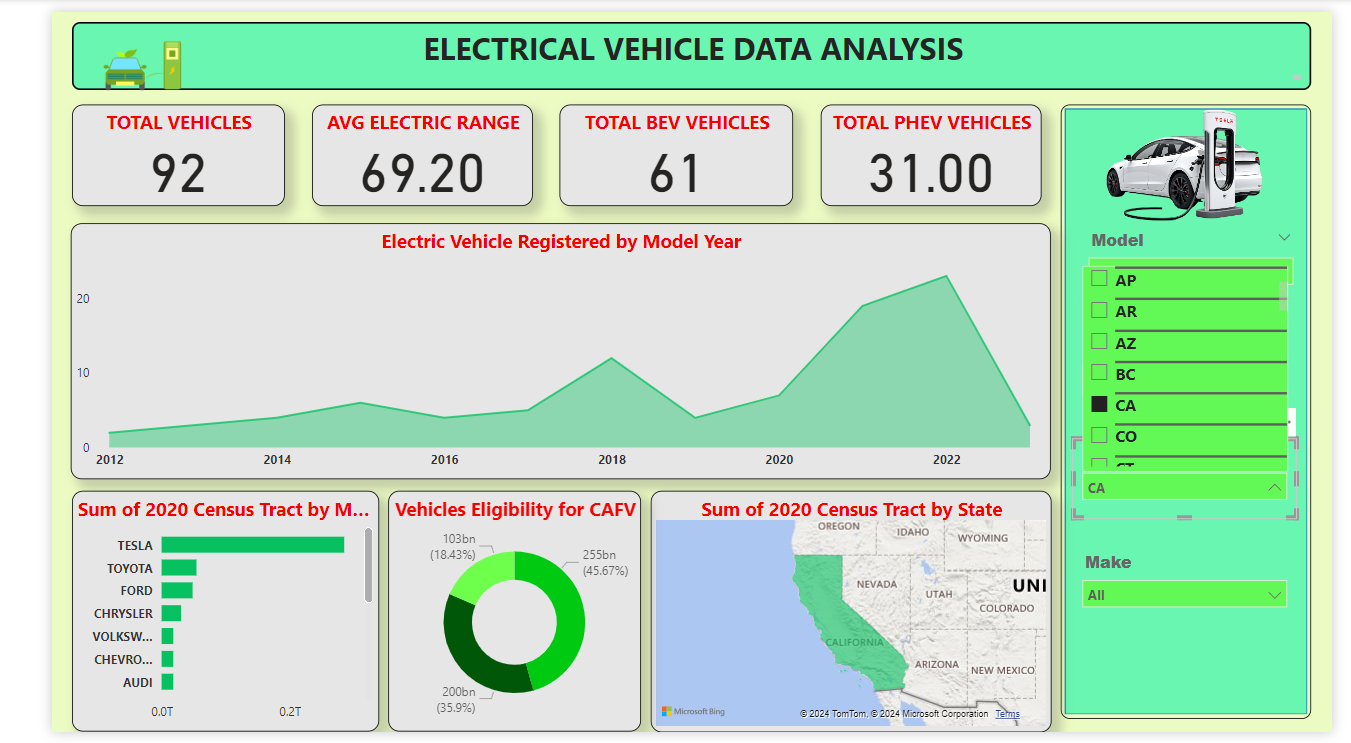 ELECTRICAL VEHICLE DATA ANALYSIS
TOTAL VEHICLES
92
AVG ELECTRIC RANGE
69.20
TOTAL BEV VEHICLES
61
TOTAL PHEV VEHICLES
31.00
TESLA
Electric Vehicle Registered by Model Year
20
10
0
2012
2014
2016
2018
2020
2022
Model
AP
AR
AZ
BC
CA
CO
CT
CA
Make
All
Sum of 2020 Census Tract by M...
TESLA
TOYOTA
FORD
CHRYSLER
VOLKSW...
CHEVRO...
AUDI
0.0T
0.2T
Vehicles Eligibility for CAFV
103bn
(18.43%)
255bn
(45.67%)
200bn
(35.9%)
Sum of 2020 Census Tract by State
OREGON
IDAHO
WYOMING
NEVADA
UTAH
UNI
COLORADO
CALIFORNIA
ARIZONA
NEW MEXICO
Microsoft Bing
© 2024 TomTom, © 2024 Microsoft Corporation Terms